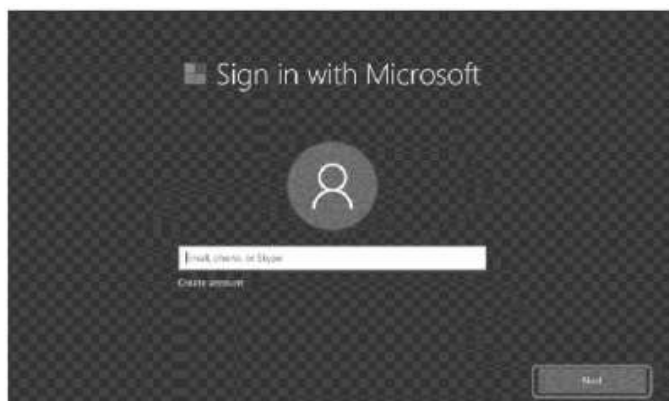 Sign in with Microsoft
Email, phone, or Skype
Create account
Next